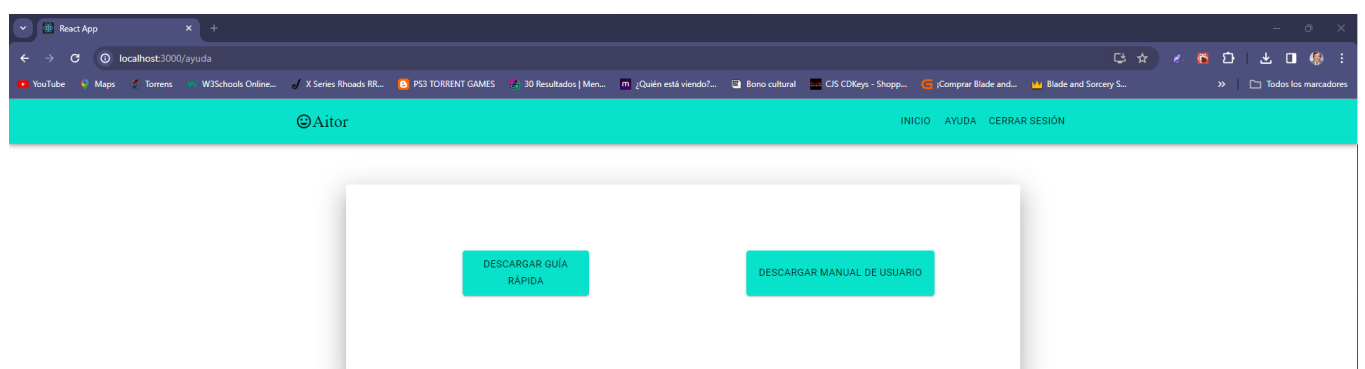 React App
localhost:3000/ayuda
YouTube Maps Torrens W3Schools Online... X Series Rhoads RR... PS3 TORRENT GAMES 30 Resultados | Men... ¿Quién está viendo?... Bono cultural CJS CDKeys - Shopp... ¡Comprar Blade and... Blade and Sorcery S... » Todos los marcadores
Aitor INICIO AYUDA CERRAR SESIÓN
DESCARGAR GUÍA
RÁPIDA
DESCARGAR MANUAL DE USUARIO